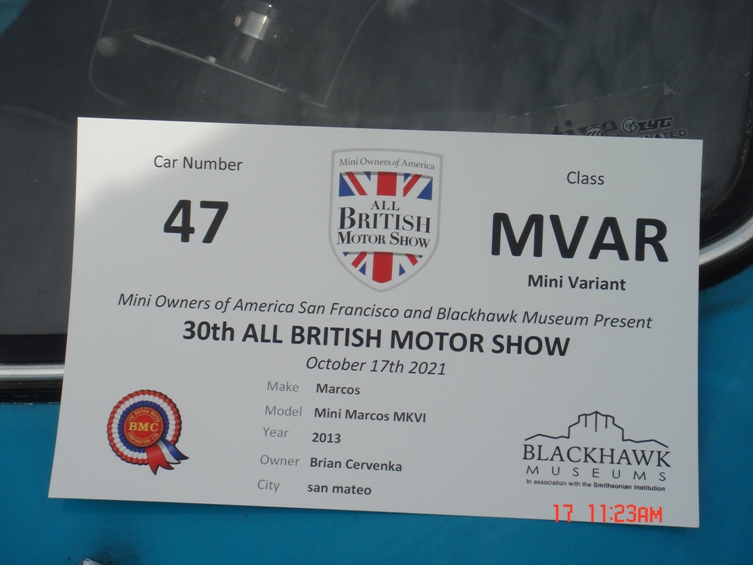 Car Number
47
Mini Owners of America
ALL
BRITISH
MOTOR SHOW
Class
MVAR
Mini Variant
Mini Owners of America San Francisco and Blackhawk Museum Present
30th ALL BRITISH MOTOR SHOW
October 17th 2021
Make Marcos
Model Mini Marcos MKVI
Year 2013
Owner Brian Cervenka
City san mateo
BMC
BLACKHAWK
MUSEUMS
In association with the Smithsonian Institution
17 11:23AM